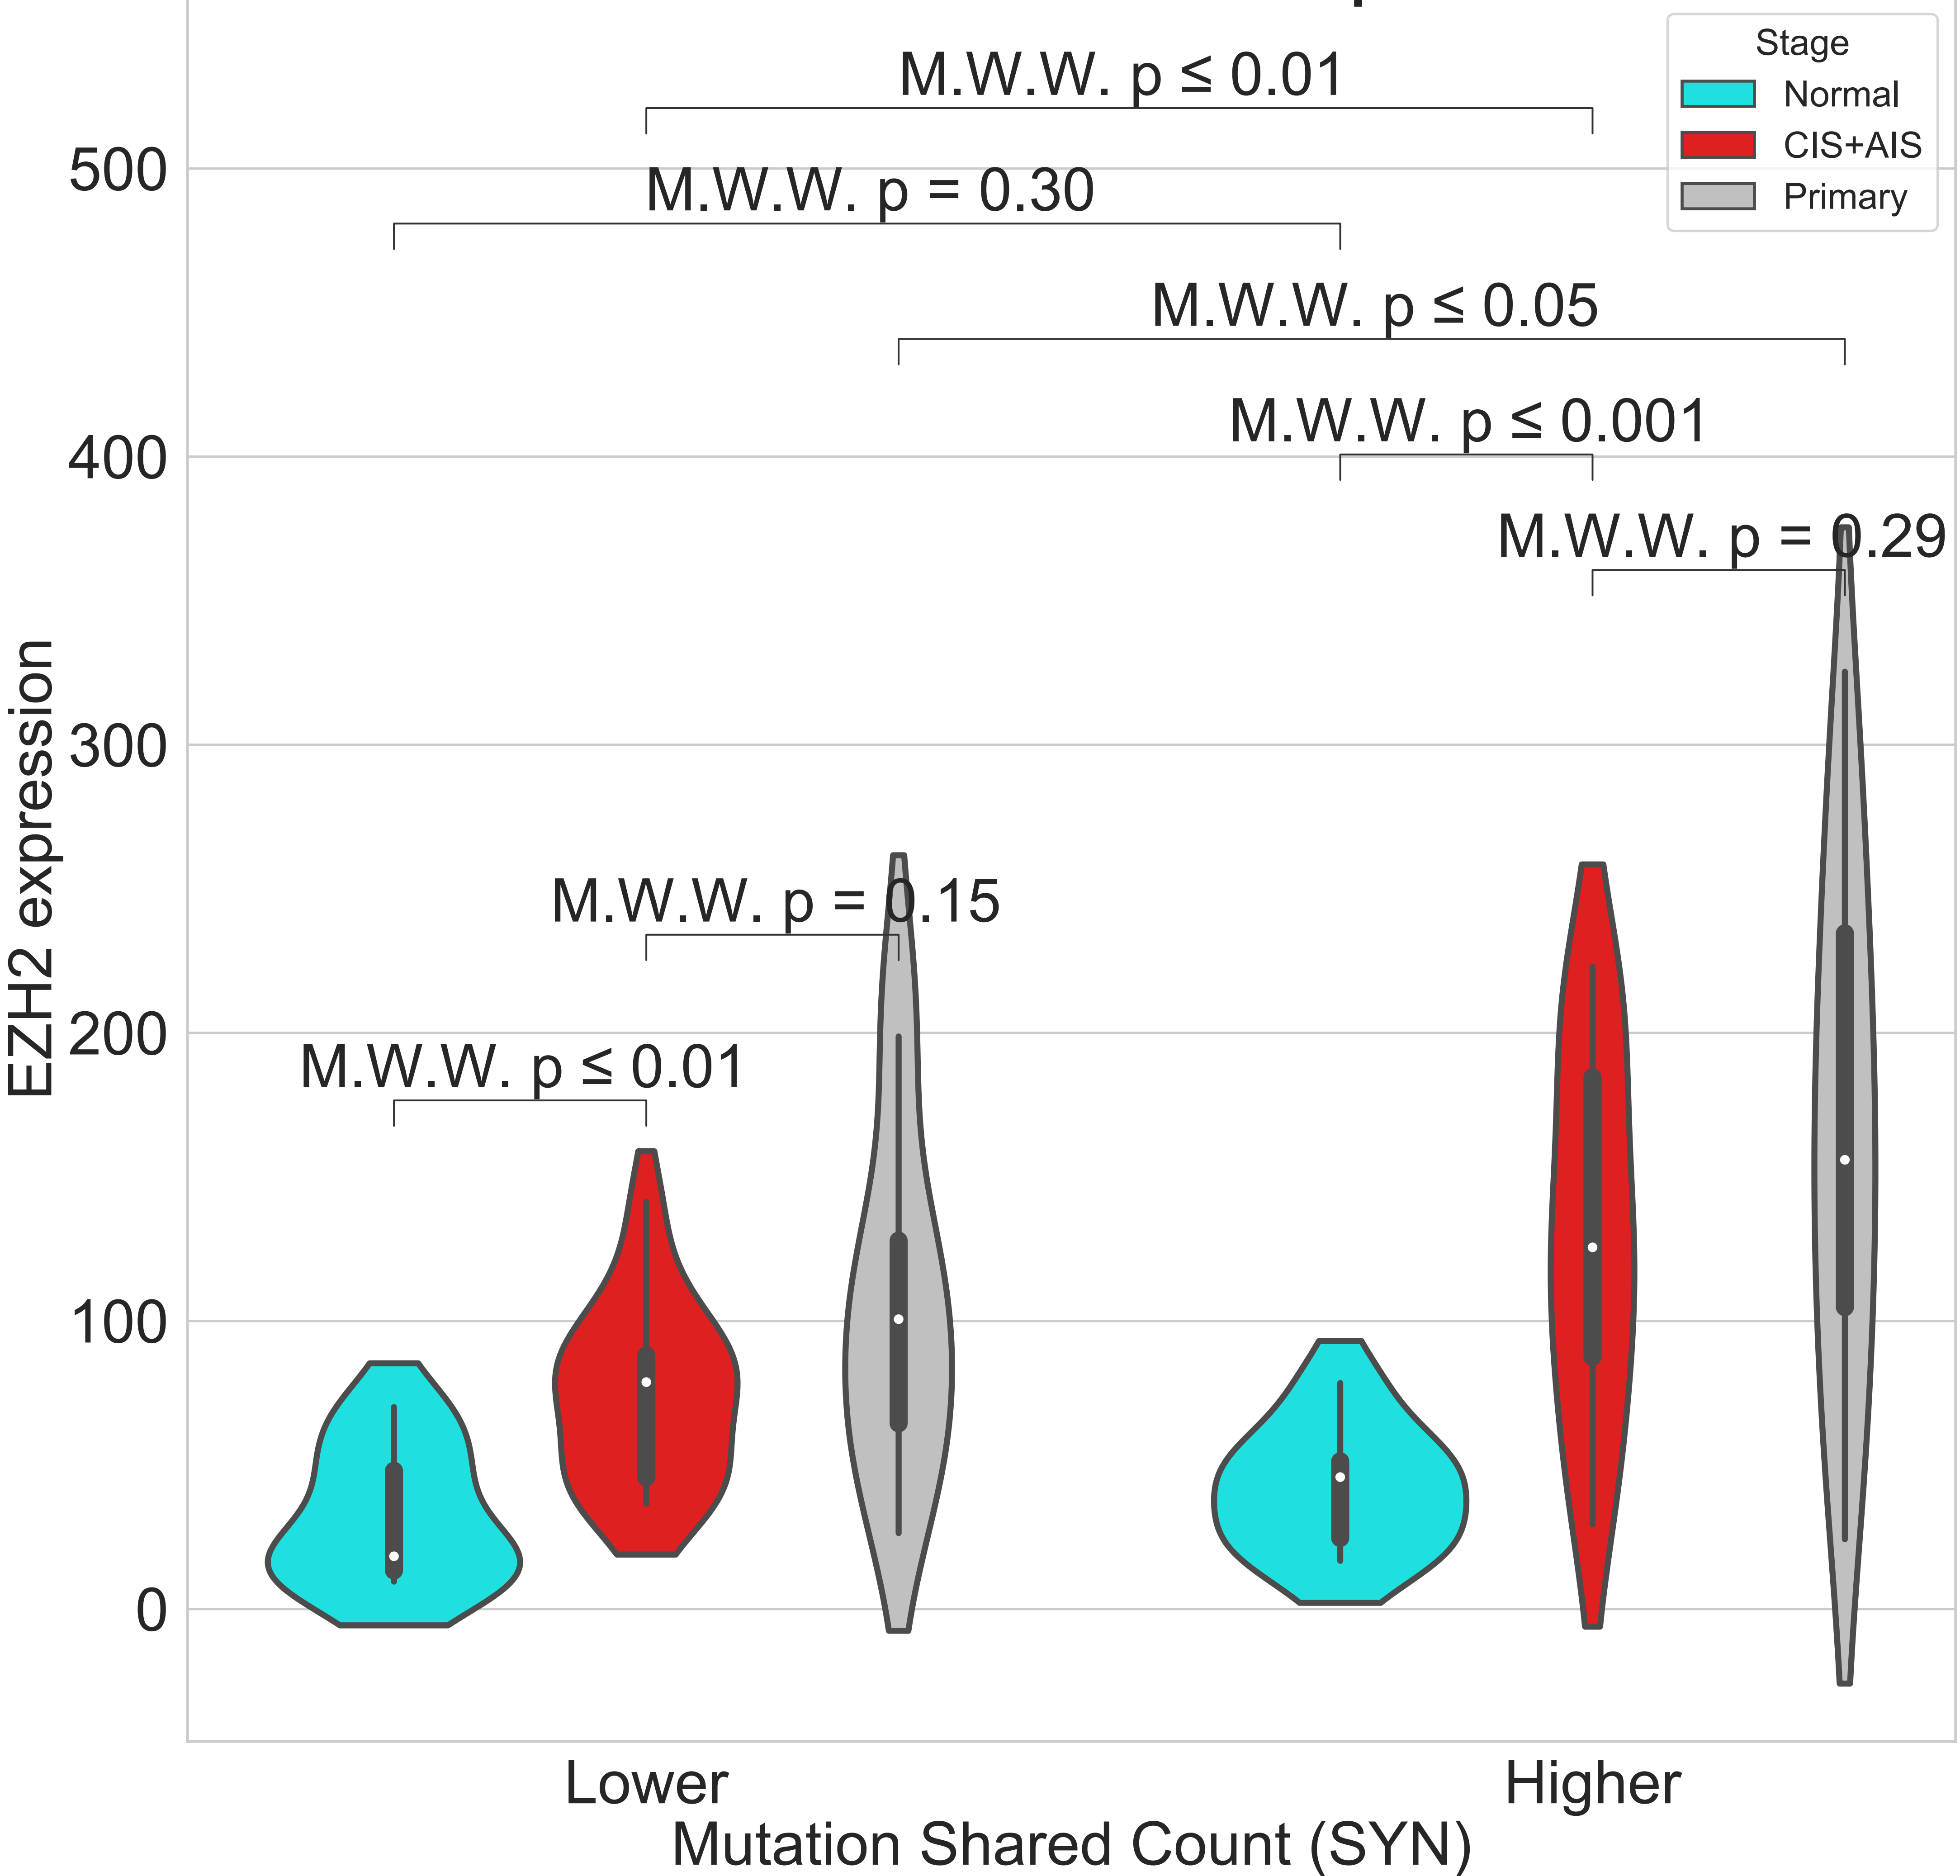 M.W.W. p ≤ 0.01
Stage
Normal
CIS+AIS
Primary
500
M.W.W. p = 0.30
M.W.W. p ≤ 0.05
M.W.W. p ≤ 0.001
400
M.W.W. p = 0.29
EZH2 expression
300
M.W.W. p = 0.15
200
M.W.W. p ≤ 0.01
100
0
Lower
Higher
Mutation Shared Count (SYN)